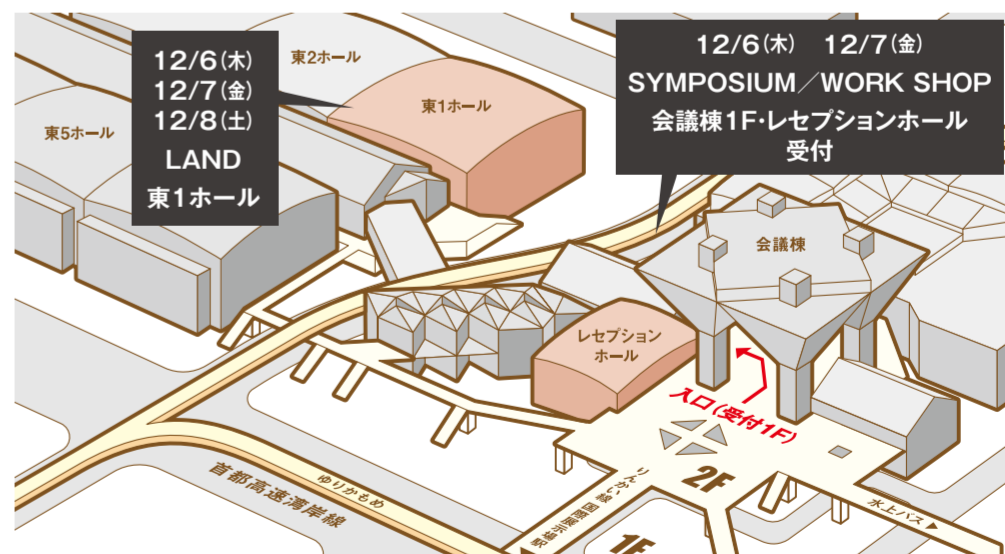 12/6(木)
12/7(金)
12/8(土)
LAND
東1ホール
東2ホール
東1ホール
東5ホール
12/6(木) 12/7(金)
SYMPOSIUM/WORK SHOP
会議棟1F・レセプションホール
受付
会議棟
レセプション
ホール
入口(受付1F)
2F
1F
首都高速湾岸線
ゆりかもめ
りんかい線国際展示場駅
水上バス